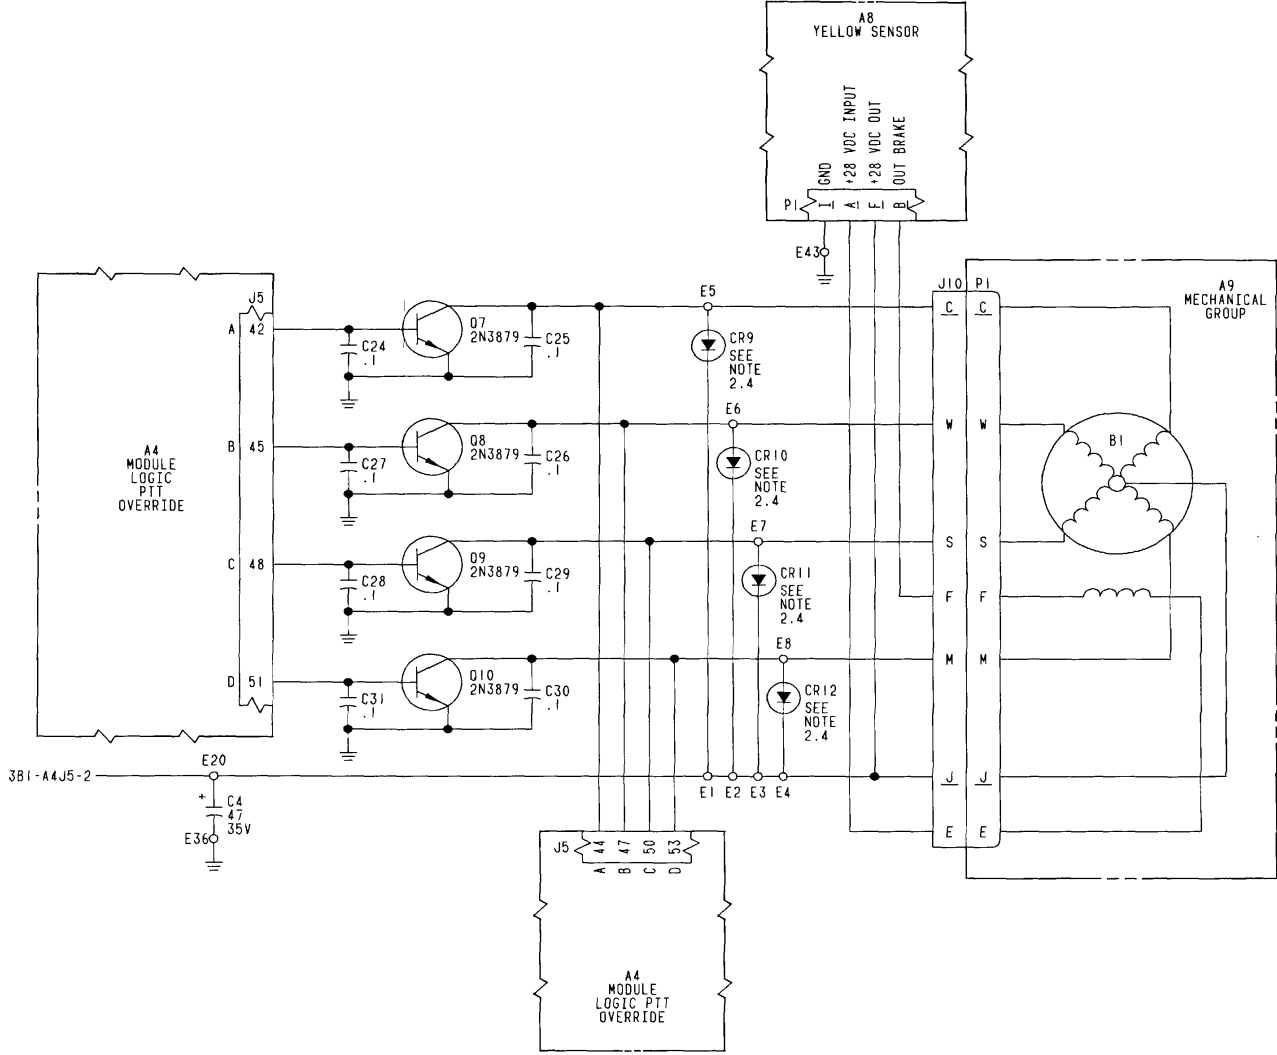 A8
YELLOW SENSOR
GND
+28 VDC INPUT
+28 VDC OUT
OUT BRAKE
P1
I
A
F
B
E43
J10
P1
A9
MECHANICAL
GROUP
J5
A 42
B 45
C 48
D 51
A4
MODULE
LOGIC
PTT
OVERRIDE
Q7
2N3879
C24
.1
C25
.1
E5
CR9
SEE
NOTE
2.4
C C
Q8
2N3879
C27
.1
C26
.1
E6
CR10
SEE
NOTE
2.4
W W
B1
Q9
2N3879
C28
.1
C29
.1
E7
CR11
SEE
NOTE
2.4
S S
F F
Q10
2N3879
C31
.1
C30
.1
E8
CR12
SEE
NOTE
2.4
M M
3B1-A4J5-2
E20
+
C4
47
35V
E36
E1 E2 E3 E4
J J
E E
J5
44 47 50 53
A B C D
A4
MODULE
LOGIC PTT
OVERRIDE